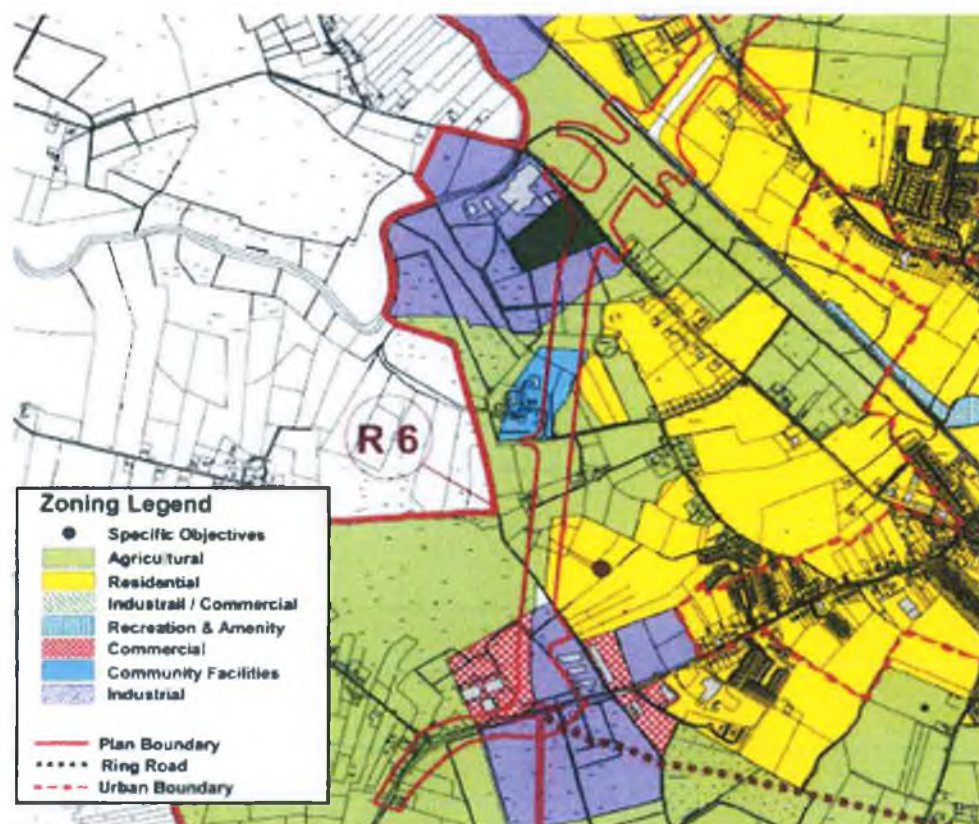 R 6
Zoning Legend
Specific Objectives
Agricultural
Residential
Industrail / Commercial
Recreation & Amenity
Commercial
Community Facilities
Industrial
Plan Boundary
Ring Road
Urban Boundary